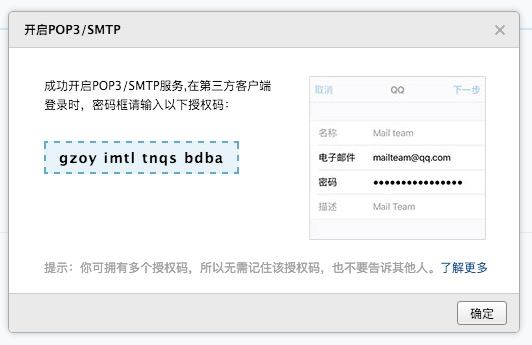 开启POP3/SMTP
成功开启POP3/SMTP服务,在第三方客户端
登录时，密码框请输入以下授权码：
gzoy imtl tnqs bdba
取消 QQ 下一步
名称 Mail team
电子邮件 mailteam@qq.com
密码 ●●●●●●●●●●●●●●●●
描述 Mail Team
提示：你可拥有多个授权码，所以无需记住该授权码，也不要告诉其他人。了解更多
确定